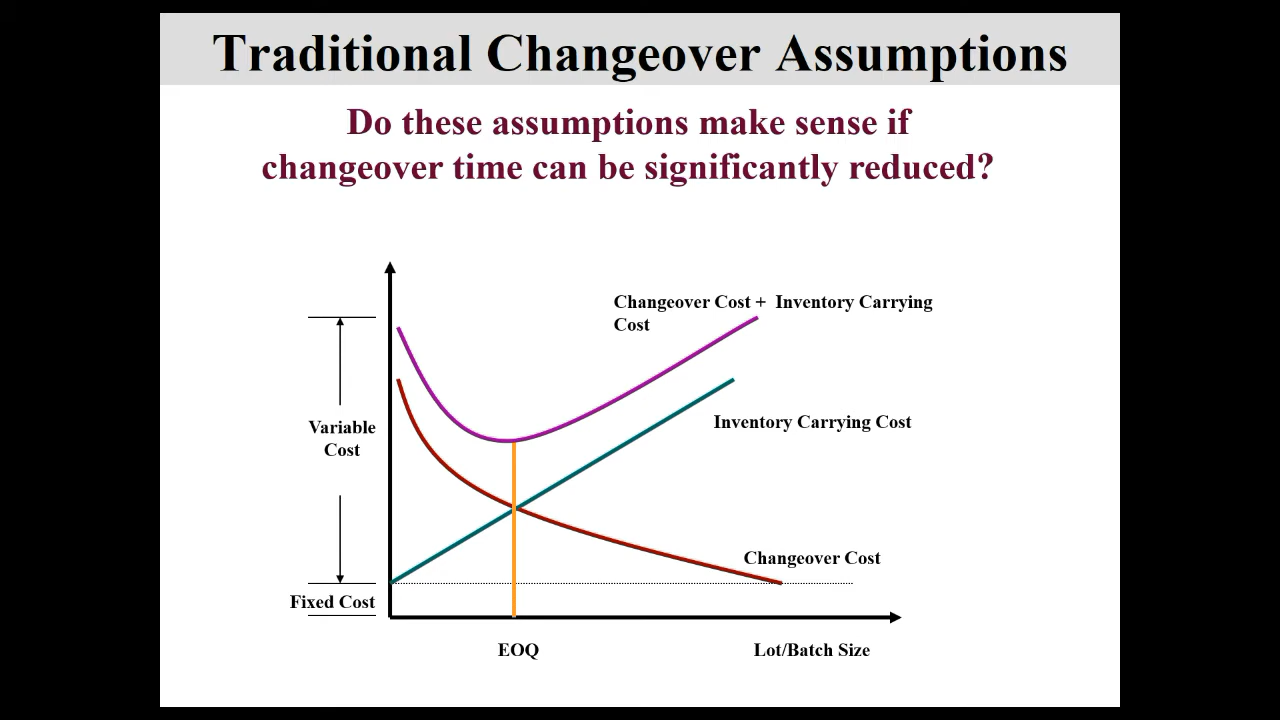 Traditional Changeover Assumptions
Do these assumptions make sense if
changeover time can be significantly reduced?
Changeover Cost + Inventory Carrying
Cost
Variable
Cost
Inventory Carrying Cost
Changeover Cost
Fixed Cost
EOQ
Lot/Batch Size